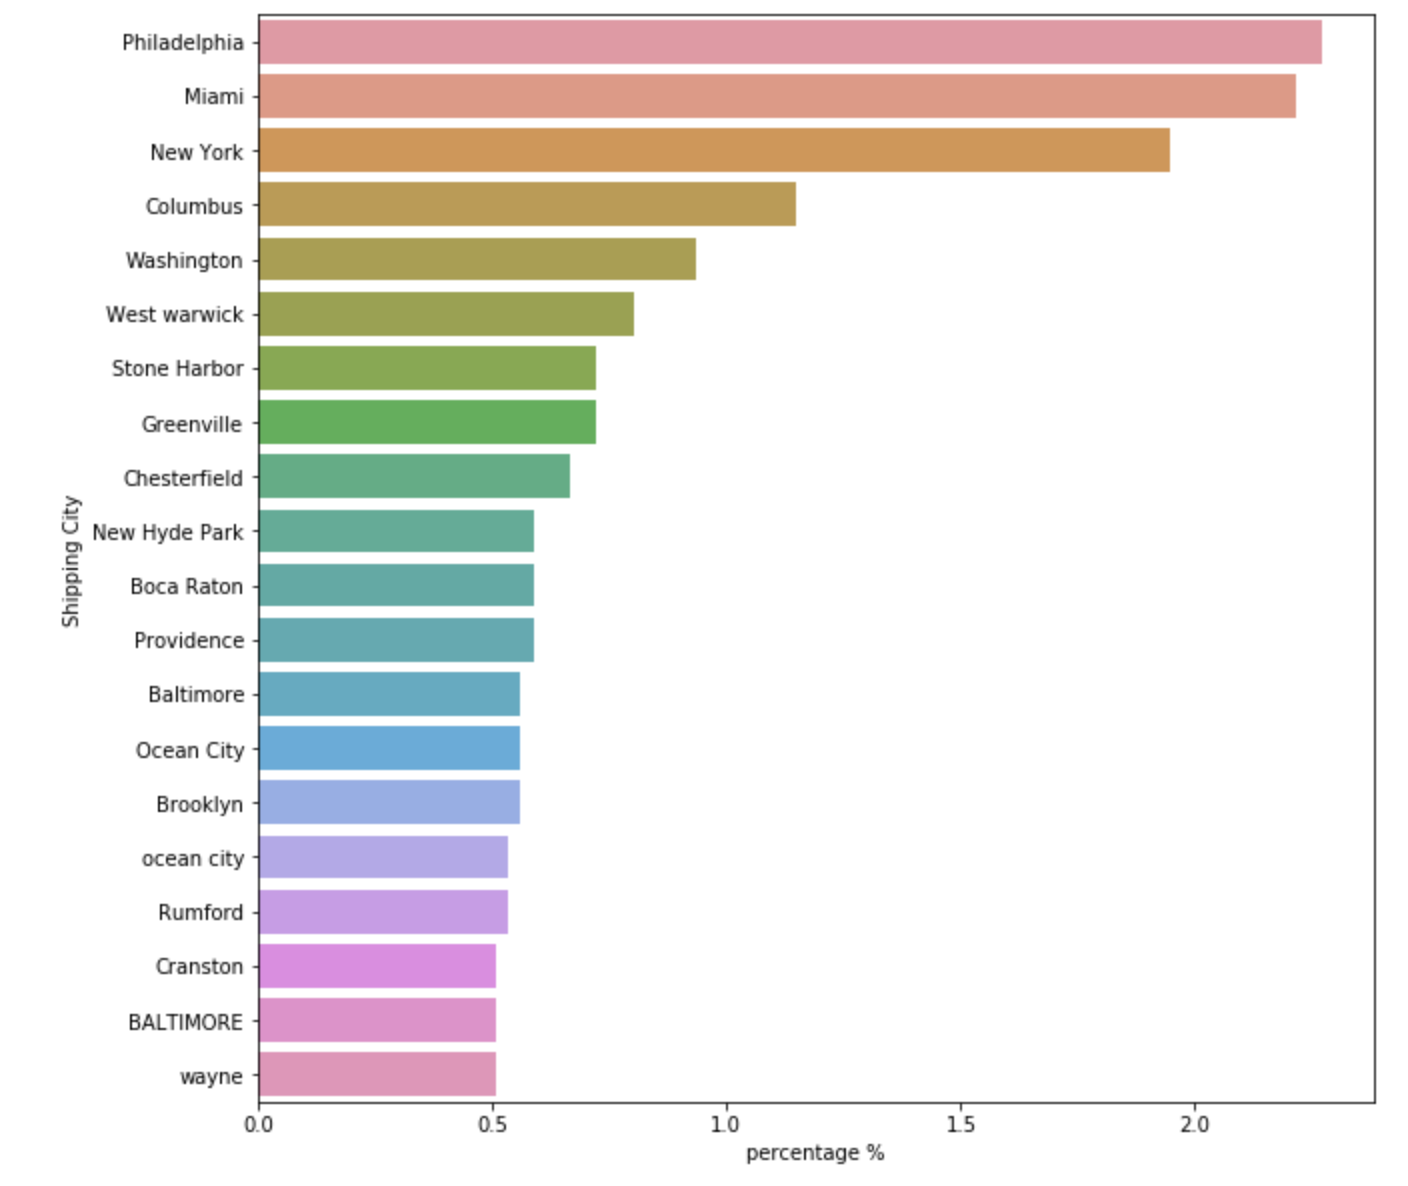 Philadelphia
Miami
New York
Columbus
Washington
West warwick
Stone Harbor
Greenville
Chesterfield
New Hyde Park
Boca Raton
Providence
Baltimore
Ocean City
Brooklyn
ocean city
Rumford
Cranston
BALTIMORE
wayne
Shipping City
0.0 0.5 1.0 1.5 2.0
percentage %